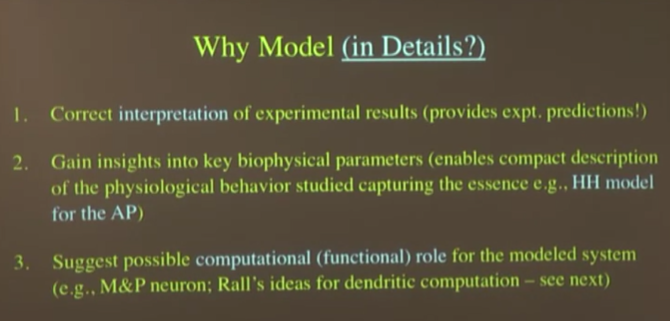 Why Model (in Details?)
1. Correct interpretation of experimental results (provides expt. predictions!)
2. Gain insights into key biophysical parameters (enables compact description
of the physiological behavior studied capturing the essence e.g., HH model
for the AP)
3. Suggest possible computational (functional) role for the modeled system
(e.g., M&P neuron; Rall's ideas for dendritic computation – see next)